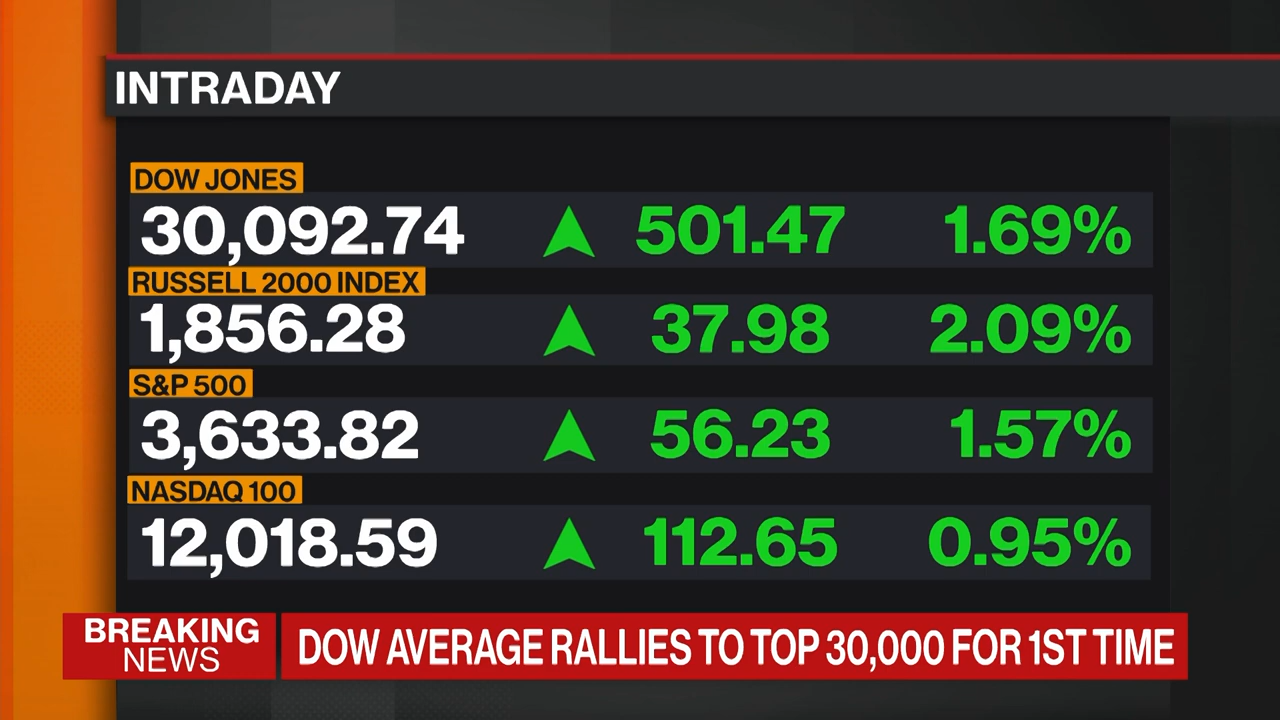 INTRADAY
DOW JONES
30,092.74 501.47 1.69%
RUSSELL 2000 INDEX
1,856.28 37.98 2.09%
S&P 500
3,633.82 56.23 1.57%
NASDAQ 100
12,018.59 112.65 0.95%
BREAKING
NEWS
DOW AVERAGE RALLIES TO TOP 30,000 FOR 1ST TIME